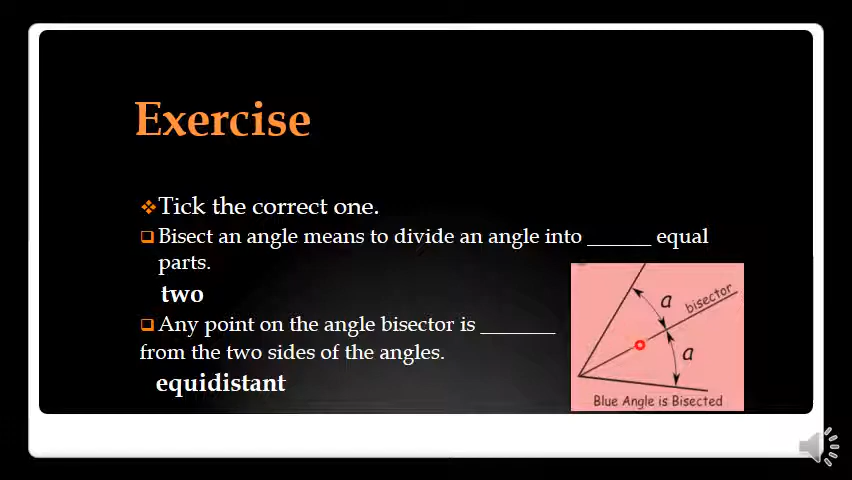 Exercise
Tick the correct one.
Bisect an angle means to divide an angle into ______ equal
parts.
two
Any point on the angle bisector is _______
from the two sides of the angles.
equidistant
a
bisector
a
Blue Angle is Bisected